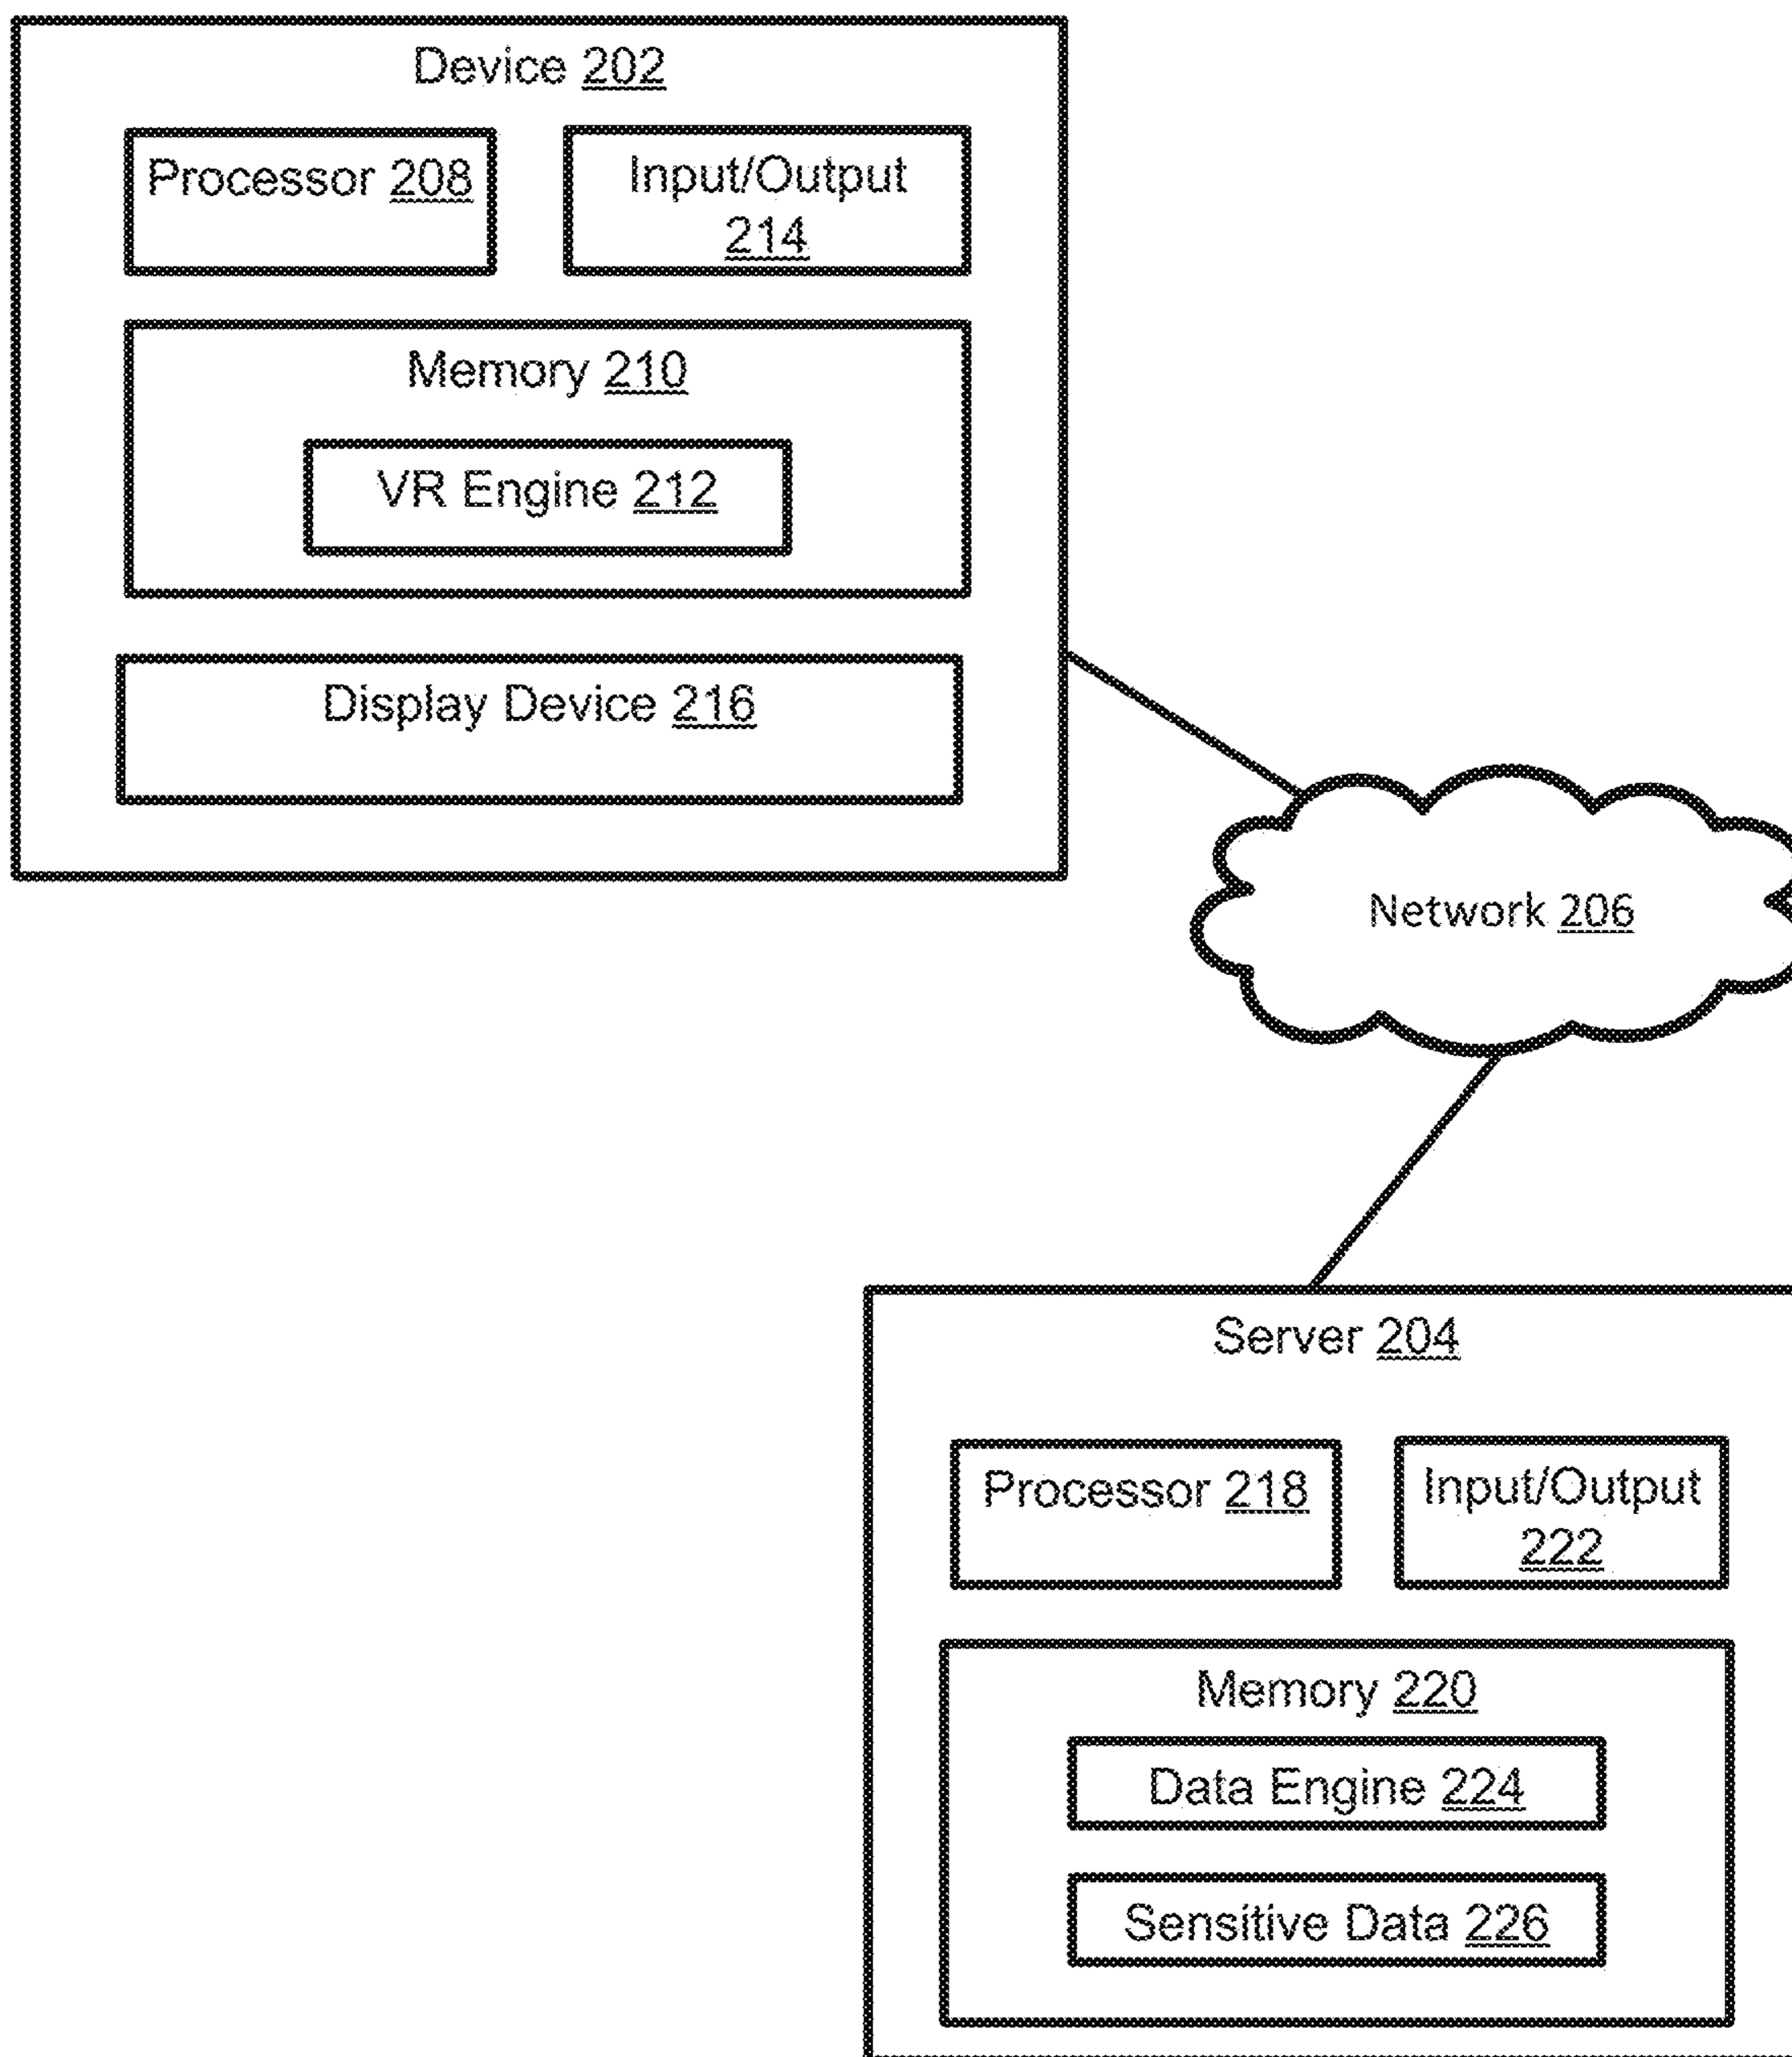 Device 202
Processor 208
Input/Output
214
Memory 210
VR Engine 212
Display Device 216
Network 206
Server 204
Processor 218
Input/Output
222
Memory 220
Data Engine 224
Sensitive Data 226